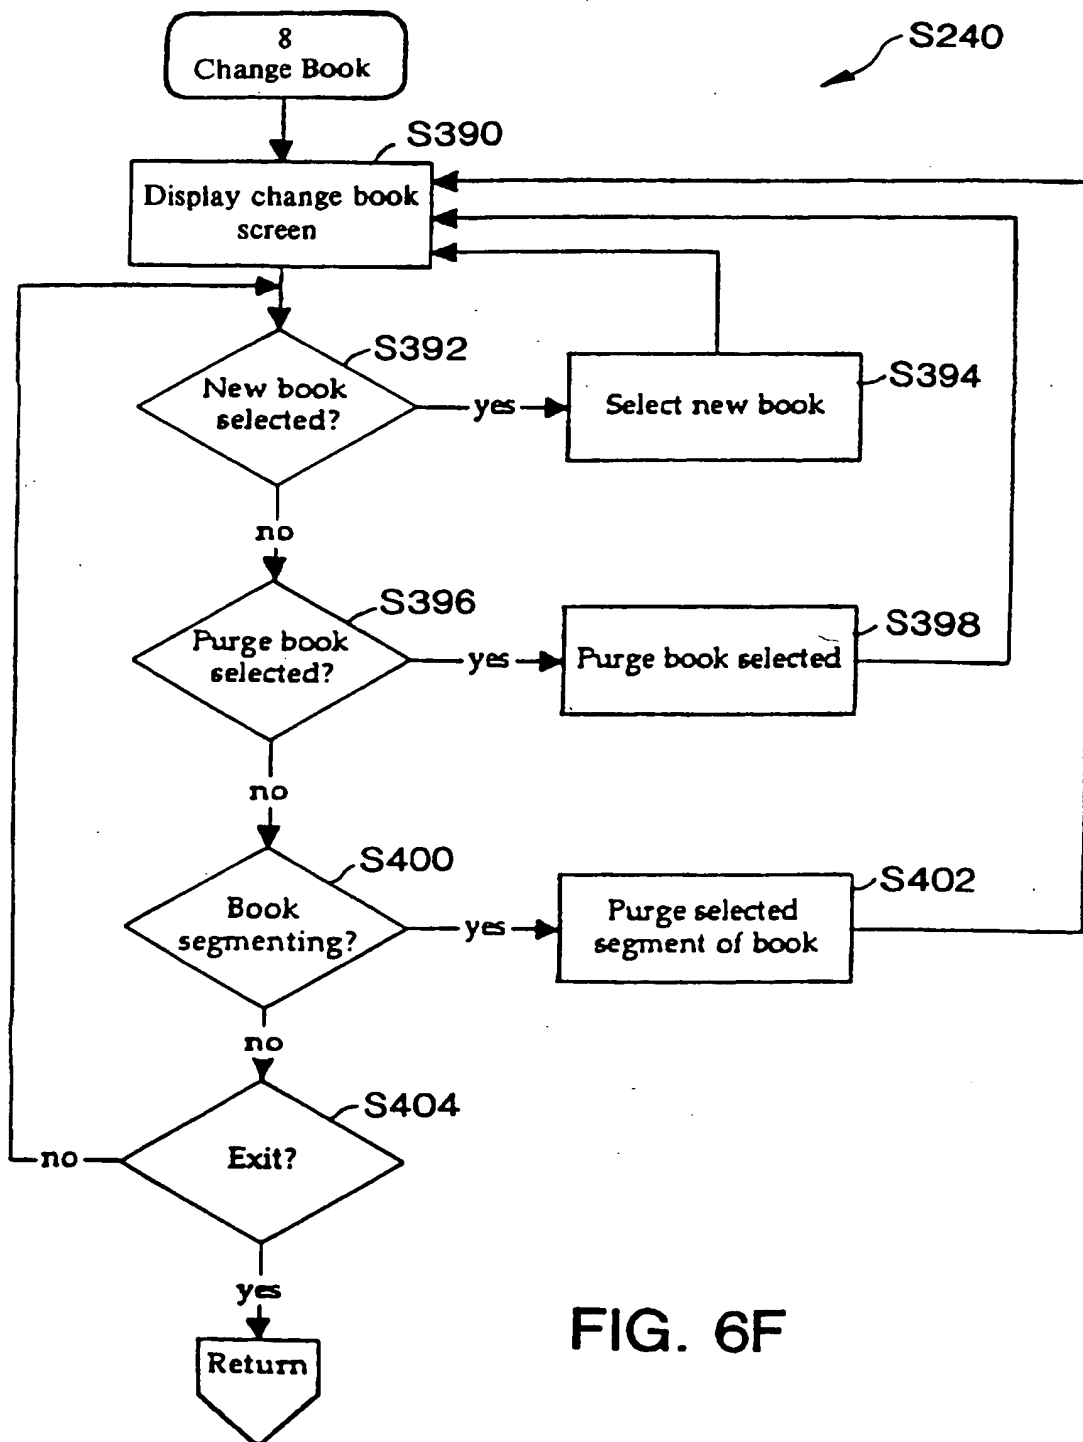 8
Change Book
S240
S390
Display change book
screen
S392
New book
selected?
yes
S394
Select new book
no
S396
Purge book
selected?
yes
S398
Purge book selected
no
S400
Book
segmenting?
yes
S402
Purge selected
segment of book
no
S404
Exit?
no
yes
Return
FIG. 6F